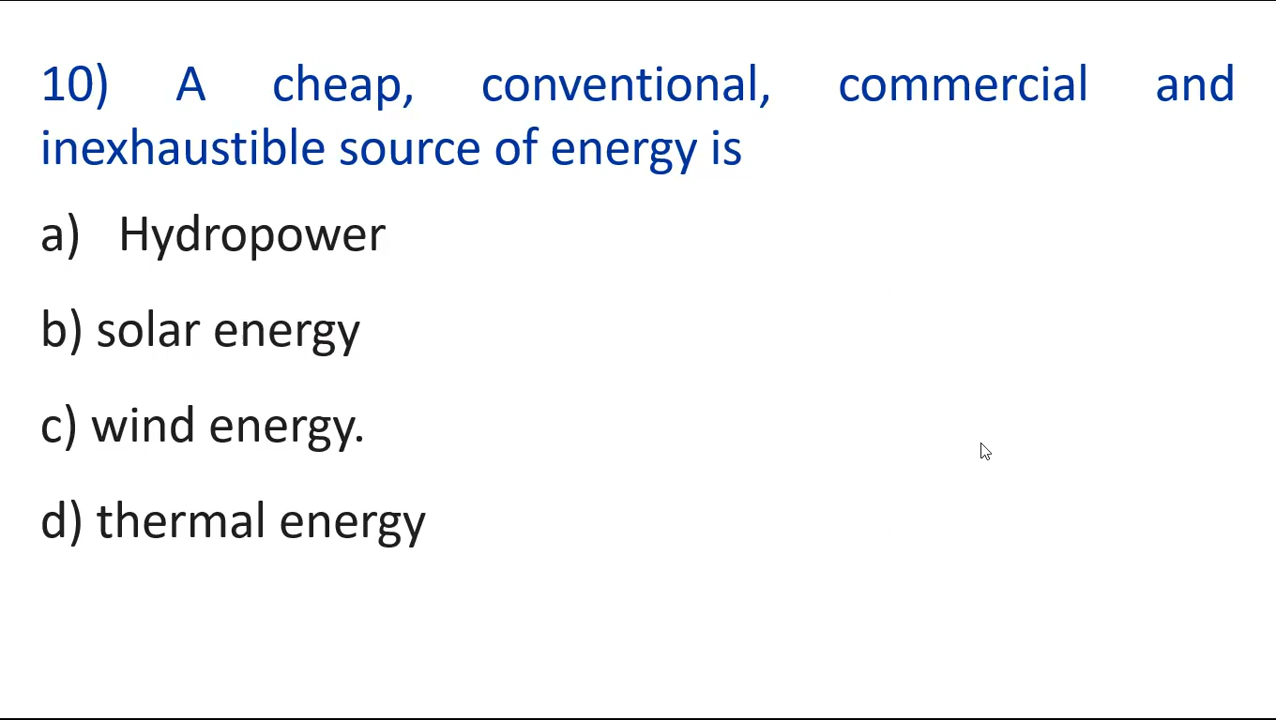 10) A cheap, conventional, commercial and
inexhaustible source of energy is
a) Hydropower
b) solar energy
c) wind energy.
d) thermal energy